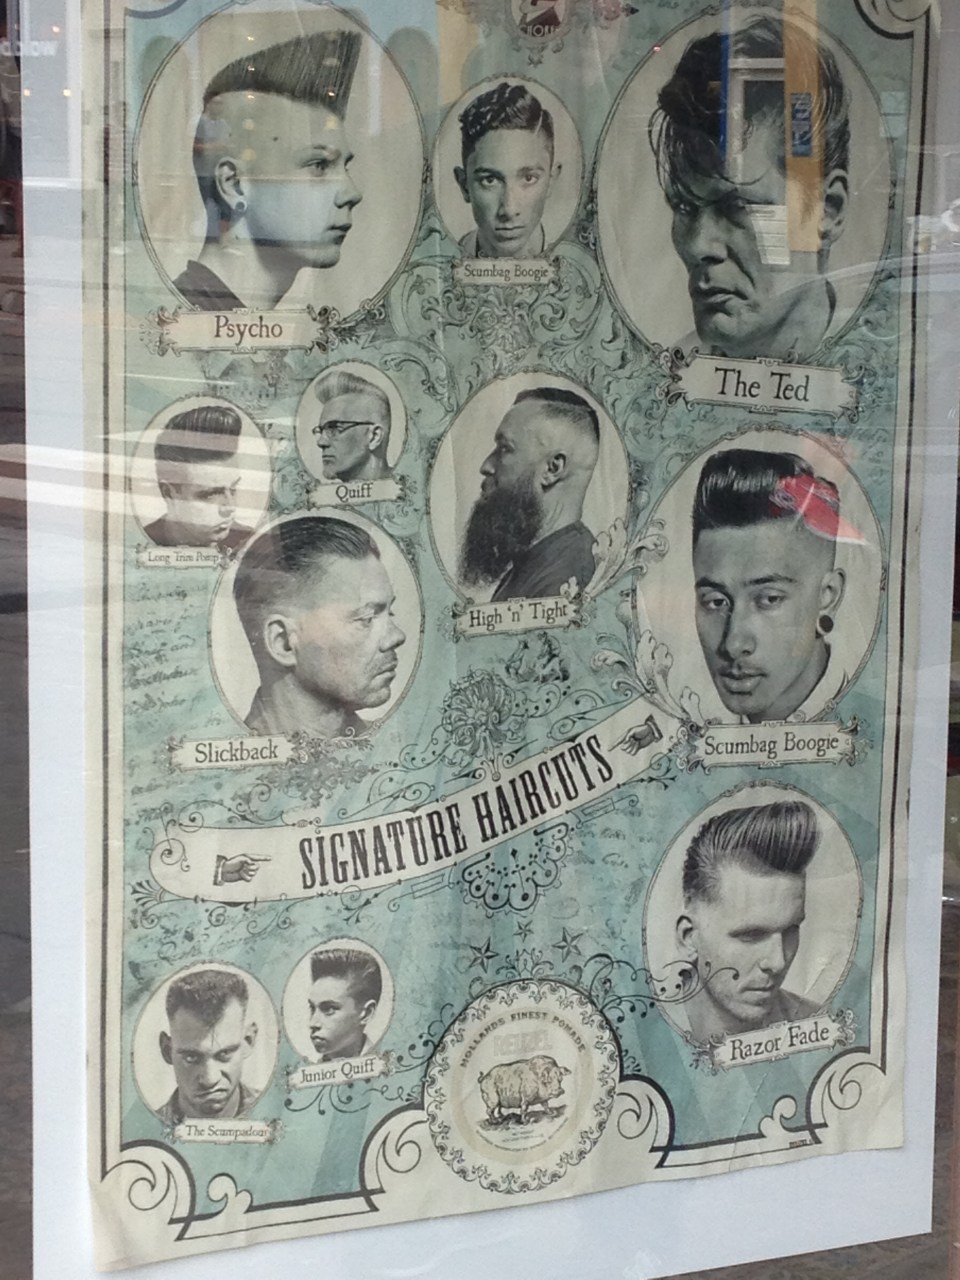 Psycho
Scumbag Boogie
The Ted
Long Trim Pomp
Quiff
High 'n' Tight
Slickback
Scumbag Boogie
SIGNATURE HAIRCUTS
Razor Fade
The Scumpadour
Junior Quiff
HOLLANDS FINEST POMADE
REUZEL